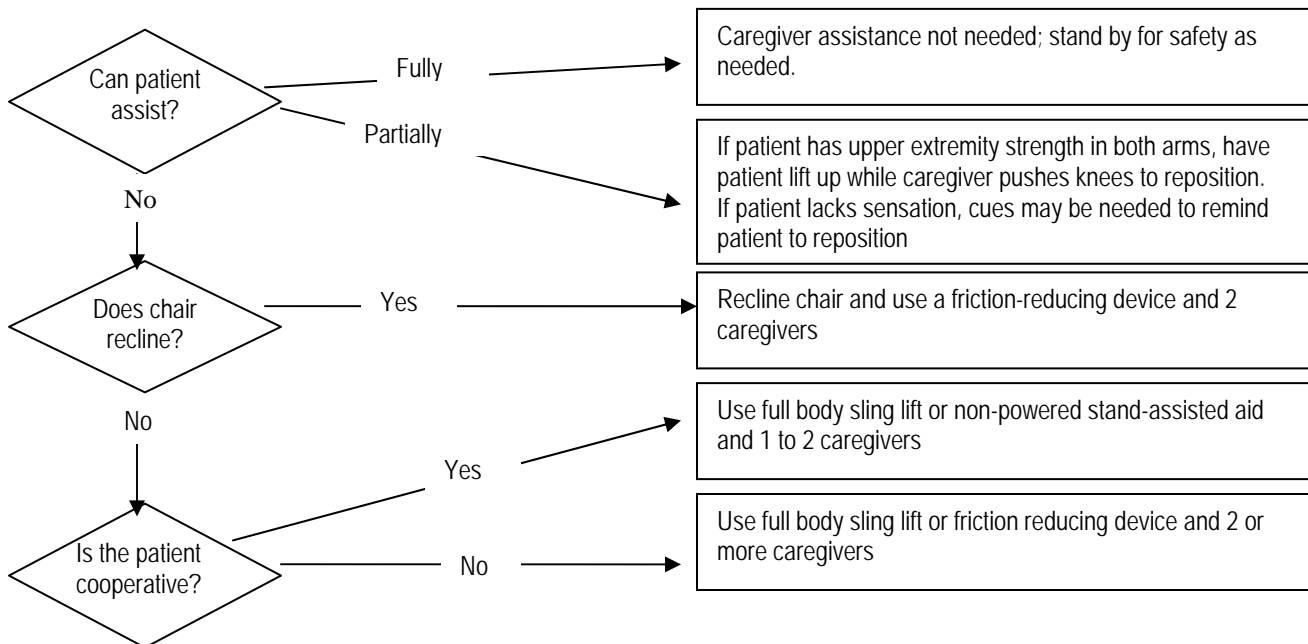 Can patient
assist?
Fully
Caregiver assistance not needed; stand by for safety as
needed.
Partially
If patient has upper extremity strength in both arms, have
patient lift up while caregiver pushes knees to reposition.
If patient lacks sensation, cues may be needed to remind
patient to reposition
No
Does chair
recline?
Yes
Recline chair and use a friction-reducing device and 2
caregivers
No
Is the patient
cooperative?
Yes
Use full body sling lift or non-powered stand-assisted aid
and 1 to 2 caregivers
No
Use full body sling lift or friction reducing device and 2 or
more caregivers